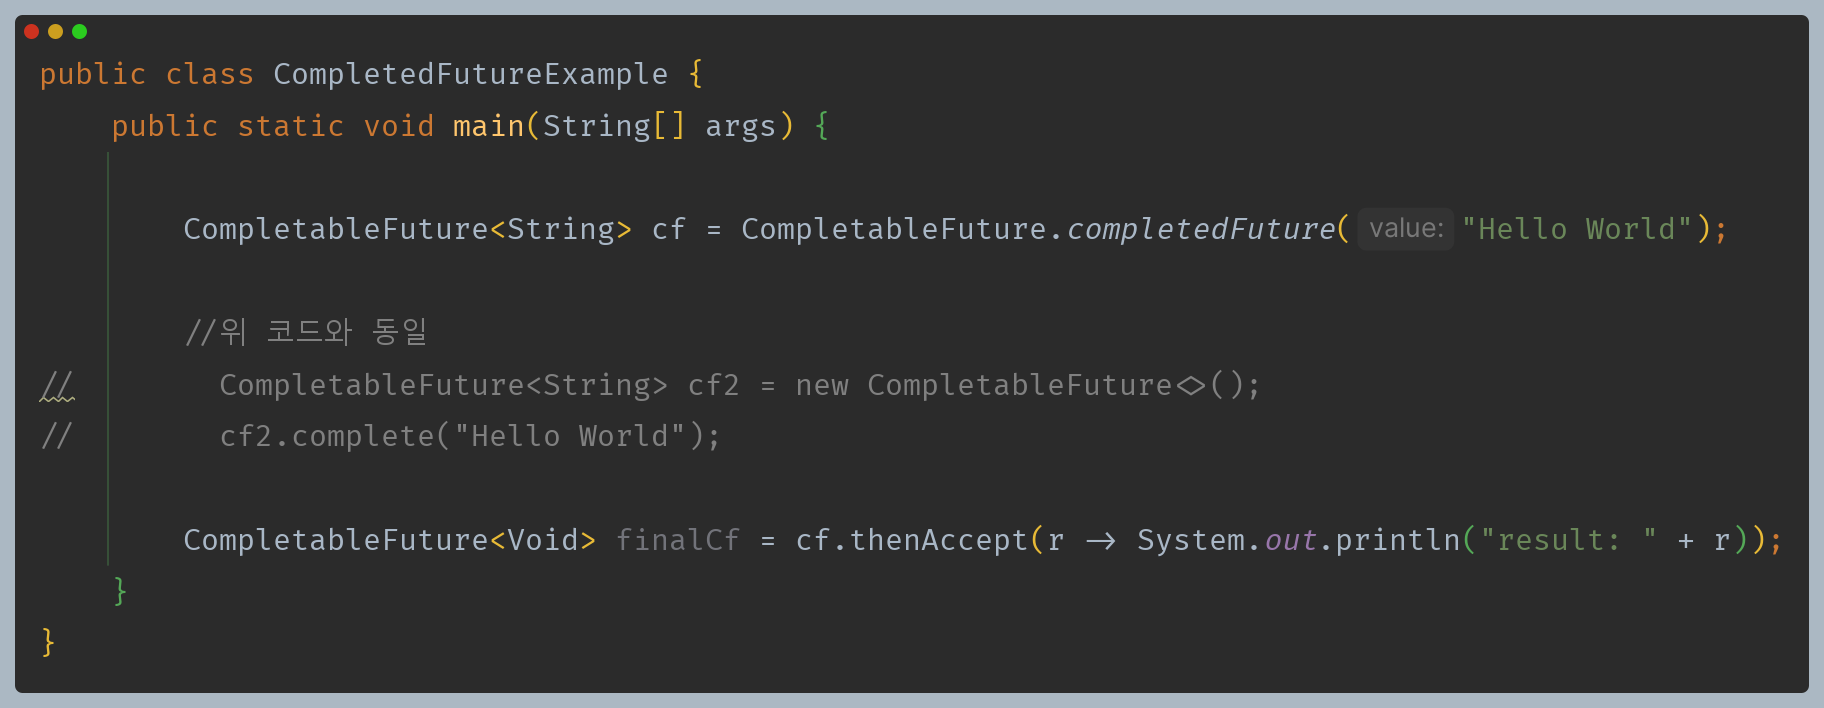 public class CompletedFutureExample {
public static void main(String[] args) {
CompletableFuture<String> cf = CompletableFuture.completedFuture( value: "Hello World");
//위 코드와 동일
// CompletableFuture<String> cf2 = new CompletableFuture<>();
// cf2.complete("Hello World");
CompletableFuture<Void> finalCf = cf.thenAccept(r -> System.out.println("result: " + r));
}
}